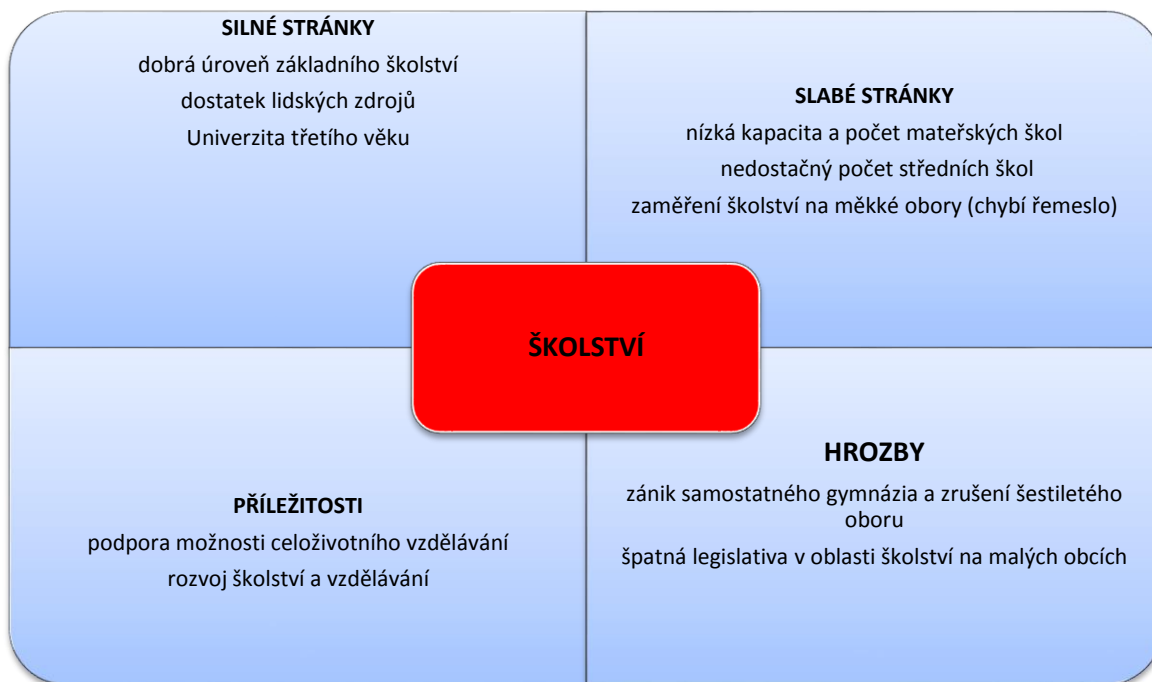 SILNÉ STRÁNKY
dobrá úroveň základního školství
dostatek lidských zdrojů
Univerzita třetího věku
SLABÉ STRÁNKY
nízká kapacita a počet mateřských škol
nedostačný počet středních škol
zaměření školství na měkké obory (chybí řemeslo)
ŠKOLSTVÍ
PŘÍLEŽITOSTI
podpora možnosti celoživotního vzdělávání
rozvoj školství a vzdělávání
HROZBY
zánik samostatného gymnázia a zrušení šestiletého
oboru
špatná legislativa v oblasti školství na malých obcích